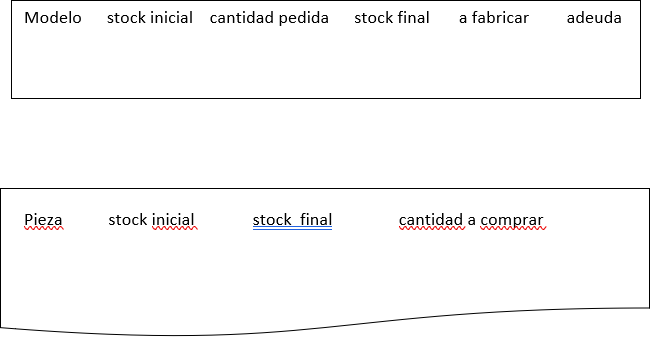 Modelo stock inicial cantidad pedida stock final a fabricar adeuda
Pieza stock inicial stock final cantidad a comprar